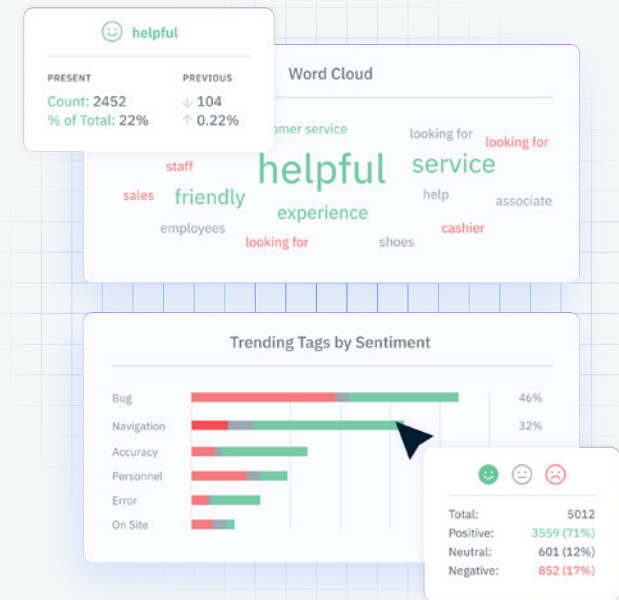 helpful
PRESENT PREVIOUS
Count: 2452 ↓ 104
% of Total: 22% ↑ 0.22%
Word Cloud
service looking for looking for
staff helpful service
sales friendly help associate
experience
employees cashier
looking for shoes
Trending Tags by Sentiment
Bug 46%
Navigation 32%
Accuracy
Personnel
Error
On Site
Total: 5012
Positive: 3559 (71%)
Neutral: 601 (12%)
Negative: 852 (17%)